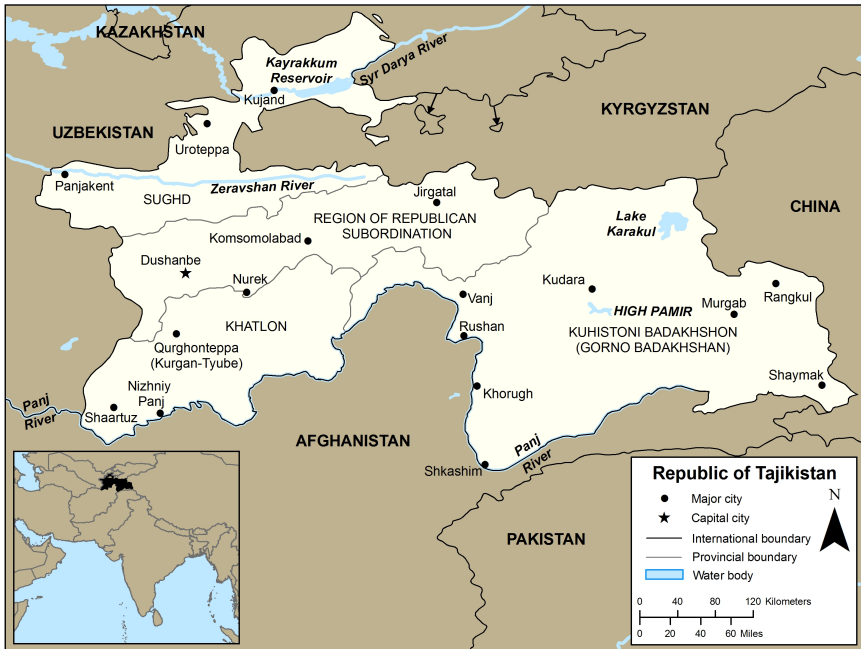 KAZAKHSTAN
Kayrakkum
Reservoir
Syr Darya River
Kujand
KYRGYZSTAN
UZBEKISTAN
Uroteppa
Panjakent
Zeravshan River
SUGHD
Jirgatal
CHINA
REGION OF REPUBLICAN
SUBORDINATION
Lake
Karakul
Komsomolabad
Dushanbe
Nurek
Kudara
Rangkul
Vanj
HIGH PAMIR
Murgab
KHATLON
Rushan
KUHISTONI BADAKHSHON
(GORNO BADAKHSHAN)
Qurghonteppa
(Kurgan-Tyube)
Shaymak
Nizhniy
Panj
Khorugh
Panj
River
Shaartuz
AFGHANISTAN
Panj
River
Shkashim
PAKISTAN
Republic of Tajikistan
Major city
N
Capital city
International boundary
Provincial boundary
Water body
0 40 80 120 Kilometers
0 20 40 60 Miles